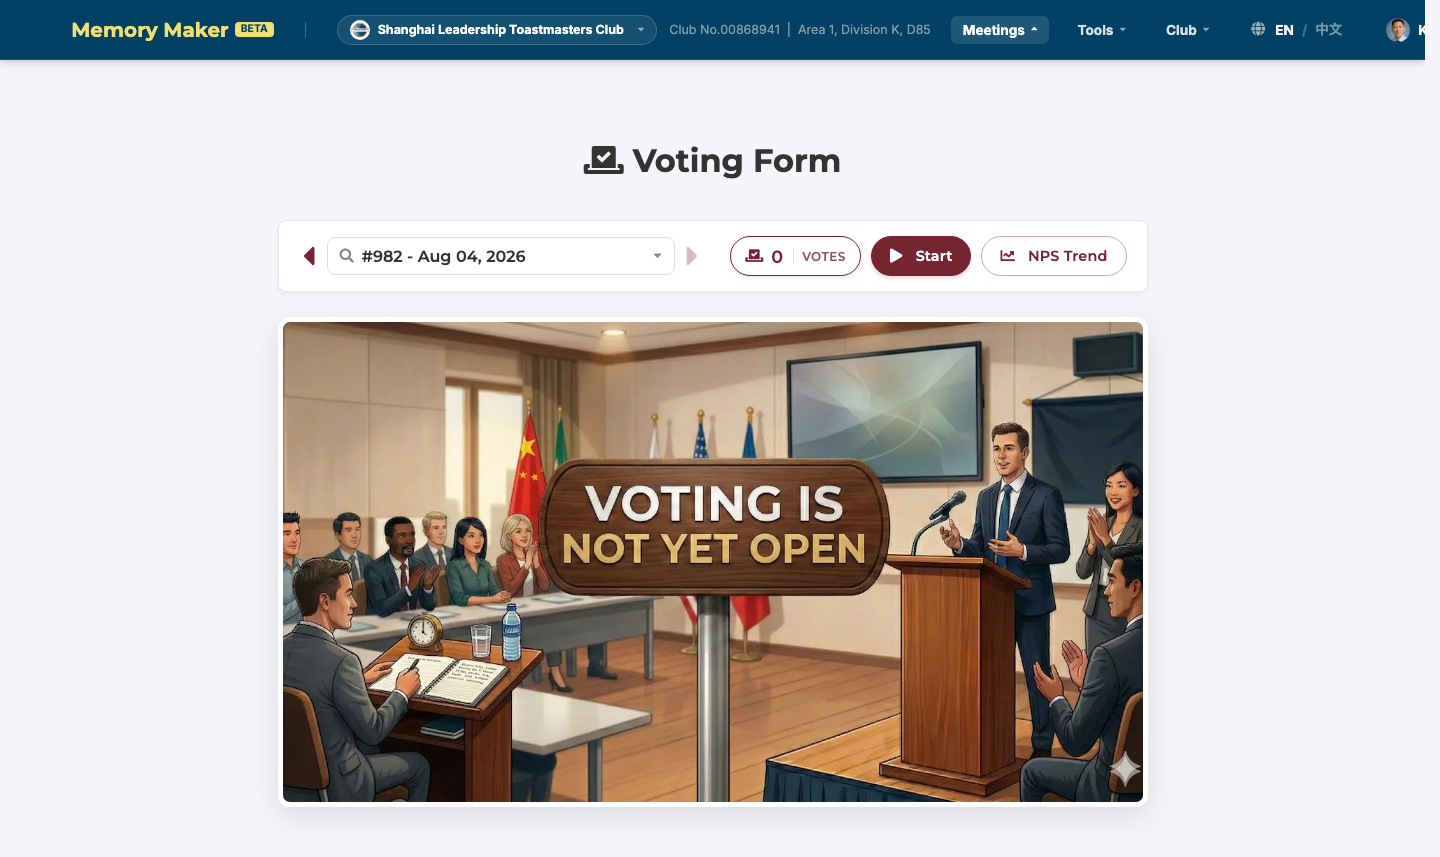 Memory Maker BETA
Shanghai Leadership Toastmasters Club
Club No.00868941 | Area 1, Division K, D85
Meetings
Tools
Club
EN / 中文
K
Voting Form
#982 - Aug 04, 2026
0 VOTES
Start
NPS Trend
VOTING IS
NOT YET OPEN